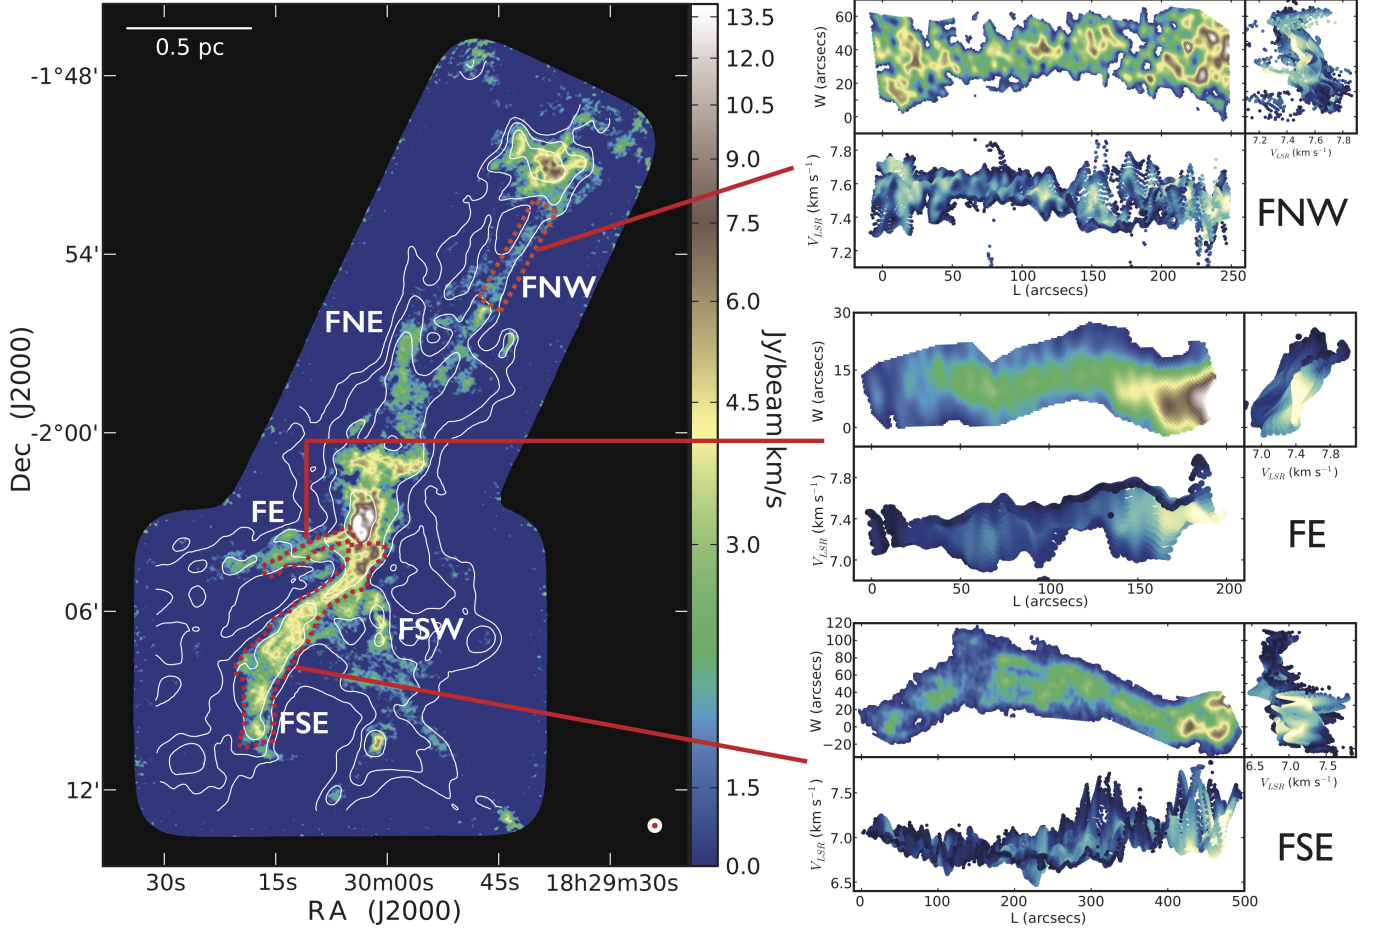 0.5 pc
-1°48'
54'
-2°00'
06'
12'
Dec (J2000)
30s
15s
30m00s
45s
18h29m30s
RA (J2000)
FNW
FNE
FE
FSW
FSE
13.5
12.0
10.5
9.0
7.5
6.0
4.5
3.0
1.5
0.0
Jy/beam km/s
60
40
20
0
W (arcsecs)
7.2 7.4 7.6 7.8
V_LSR (km s⁻¹)
7.8
7.6
7.4
7.2
V_LSR (km s⁻¹)
0 50 100 150 200 250
L (arcsecs)
FNW
30
15
0
W (arcsecs)
7.0 7.4 7.8
V_LSR (km s⁻¹)
7.8
7.4
7.0
V_LSR (km s⁻¹)
0 50 100 150 200
L (arcsecs)
FE
120
100
80
60
40
20
0
−20
W (arcsecs)
6.5 7.0 7.5
V_LSR (km s⁻¹)
7.5
7.0
6.5
V_LSR (km s⁻¹)
0 100 200 300 400 500
L (arcsecs)
FSE